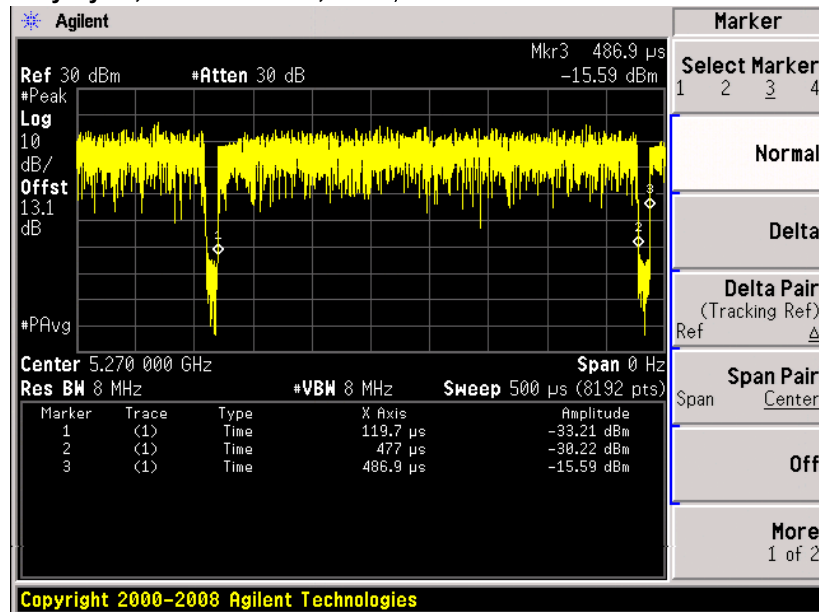 Agilent
Marker
Mkr3 486.9 µs
Ref 30 dBm #Atten 30 dB -15.59 dBm
#Peak
Log
10
dB/
Offst
13.1
dB
#PAvg
1
2
3
Center 5.270 000 GHz Span 0 Hz
Res BW 8 MHz #VBW 8 MHz Sweep 500 µs (8192 pts)
Marker Trace Type X Axis Amplitude
1 (1) Time 119.7 µs -33.21 dBm
2 (1) Time 477 µs -30.22 dBm
3 (1) Time 486.9 µs -15.59 dBm
Select Marker
1 2 3 4
Normal
Delta
Delta Pair
(Tracking Ref)
Ref Δ
Span Pair
Span Center
Off
More
1 of 2
Copyright 2000-2008 Agilent Technologies